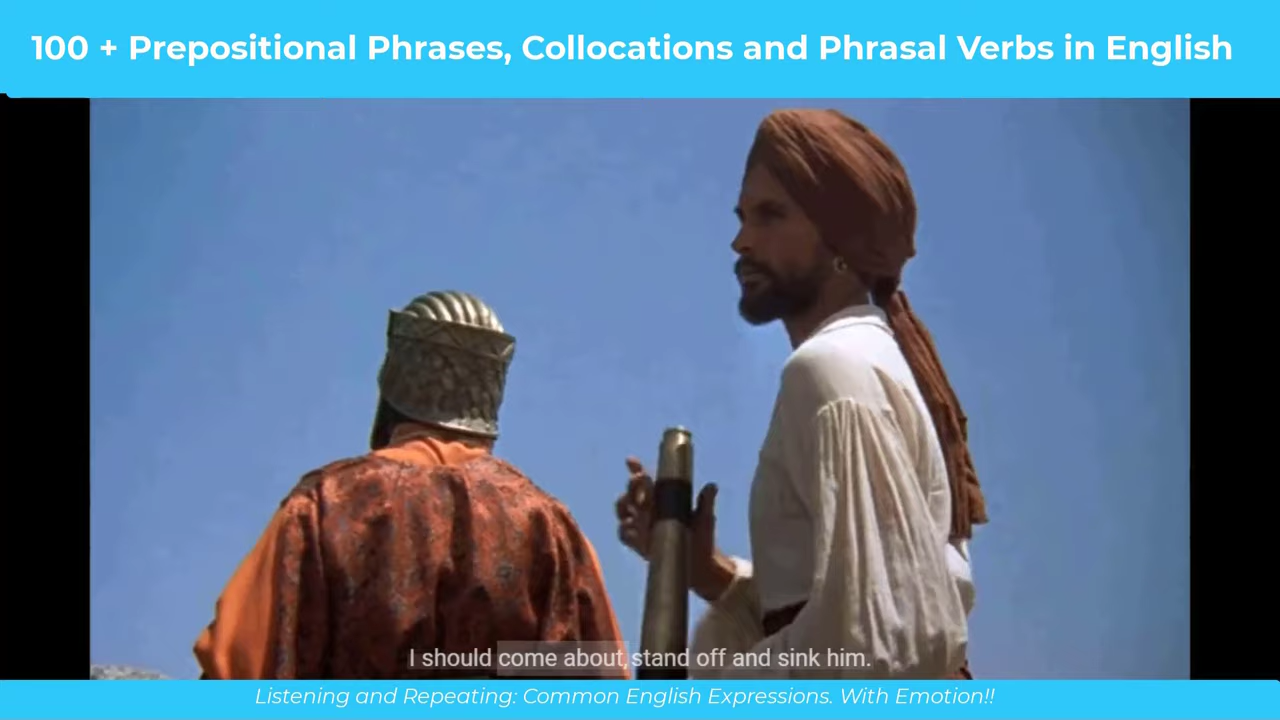 100 + Prepositional Phrases, Collocations and Phrasal Verbs in English
I should come about, stand off and sink him.
Listening and Repeating: Common English Expressions. With Emotion!!